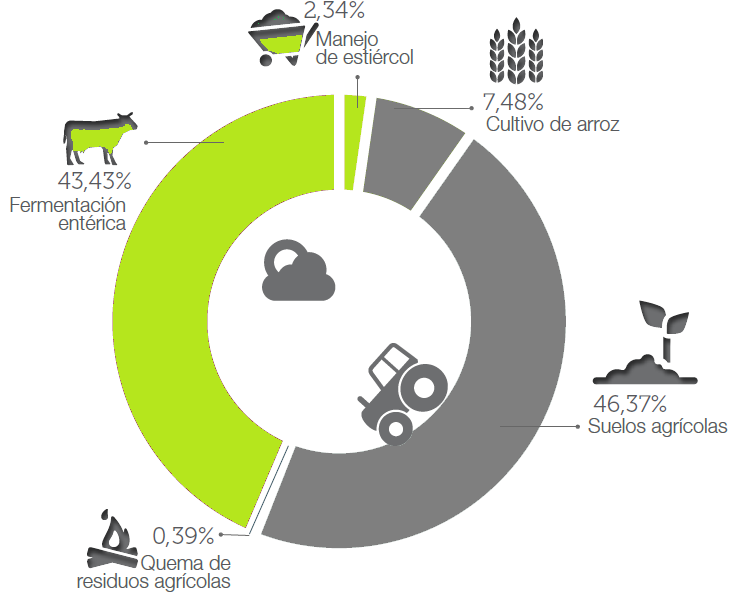 2,34%
Manejo
de estiércol
7,48%
Cultivo de arroz
43,43%
Fermentación
entérica
46,37%
Suelos agrícolas
0,39%
Quema de
residuos agrícolas